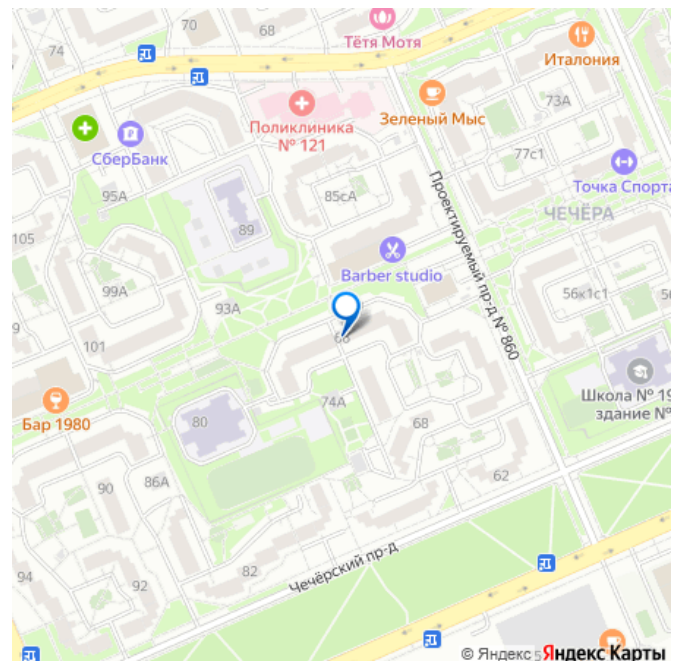 70
68
74
Тётя Мотя
Италония
Поликлиника
№ 121
Зеленый Мыс
73А
СберБанк
77с1
Точка Спорта
95А
85сА
Проектируемый пр-д № 860
ЧЕЧЁРА
89
105
Barber studio
99А
93А
56к1с1
101
Школа № 19
здание №
74А
Бар 1980
80
68
62
90
86А
82
Чечёрский пр-д
94
92
© Яндекс
Яндекс Карты